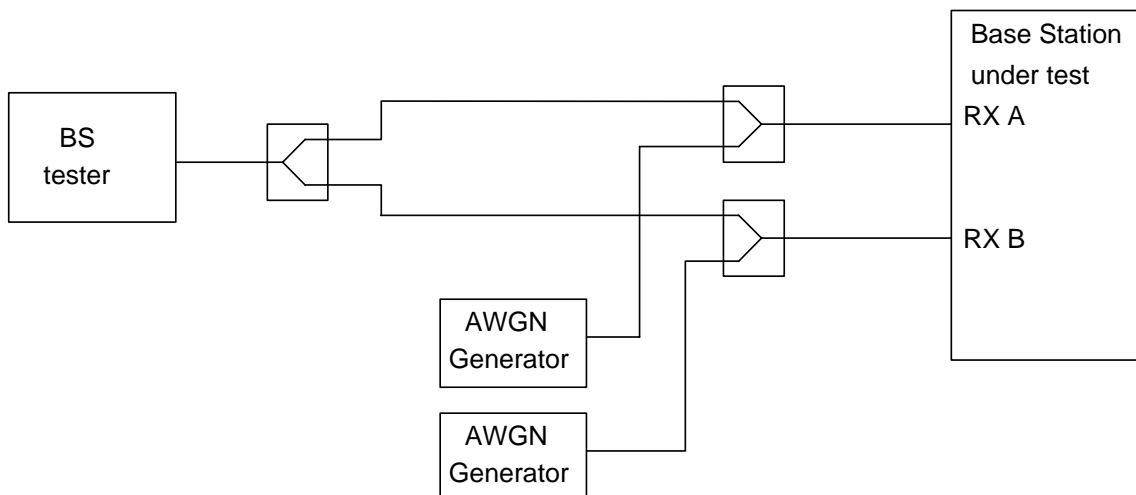 BS
tester
Base Station
under test
RX A
RX B
AWGN
Generator
AWGN
Generator